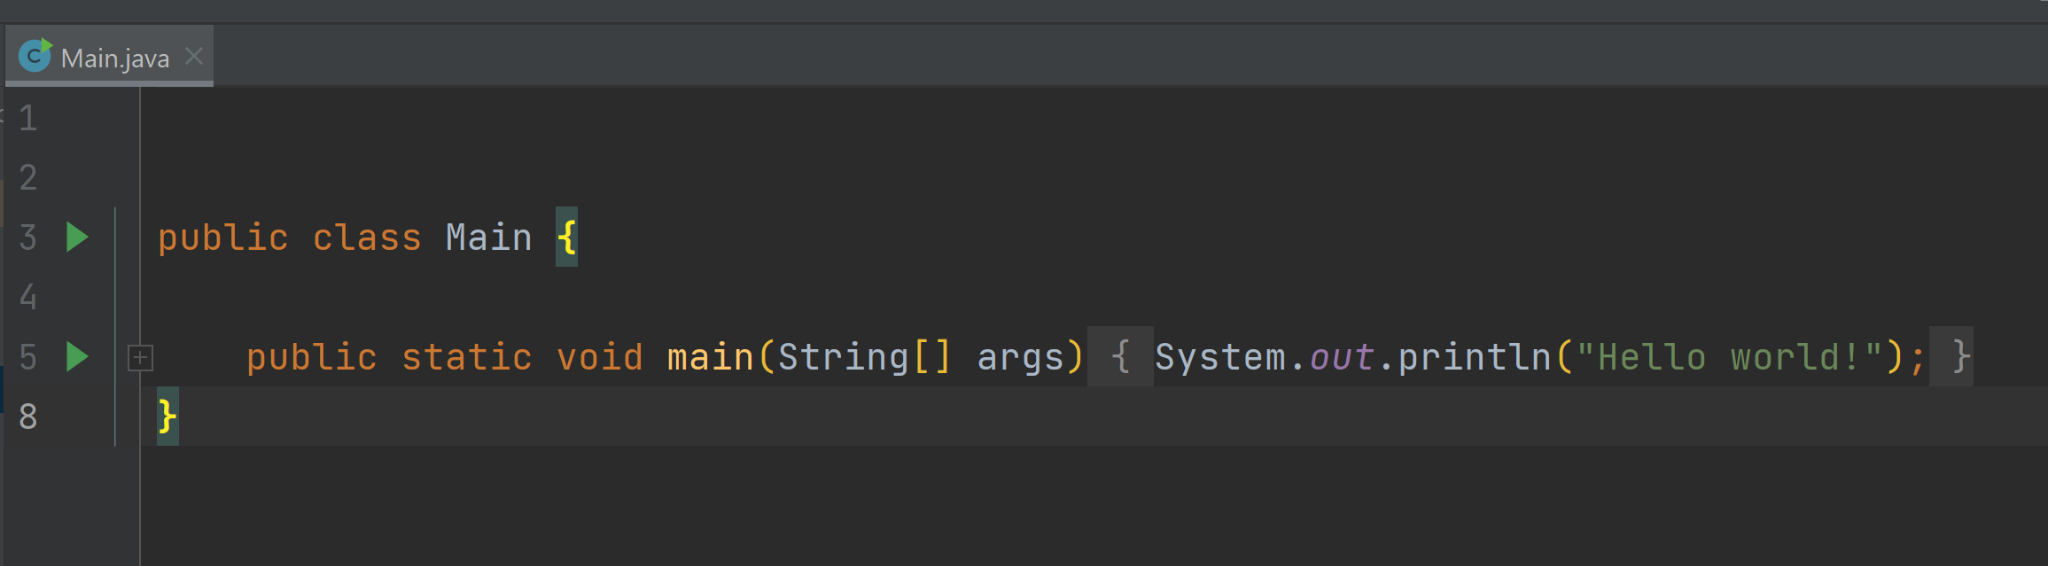 Main.java
1
2
3 public class Main {
4
5 public static void main(String[] args) { System.out.println("Hello world!"); }
8 }